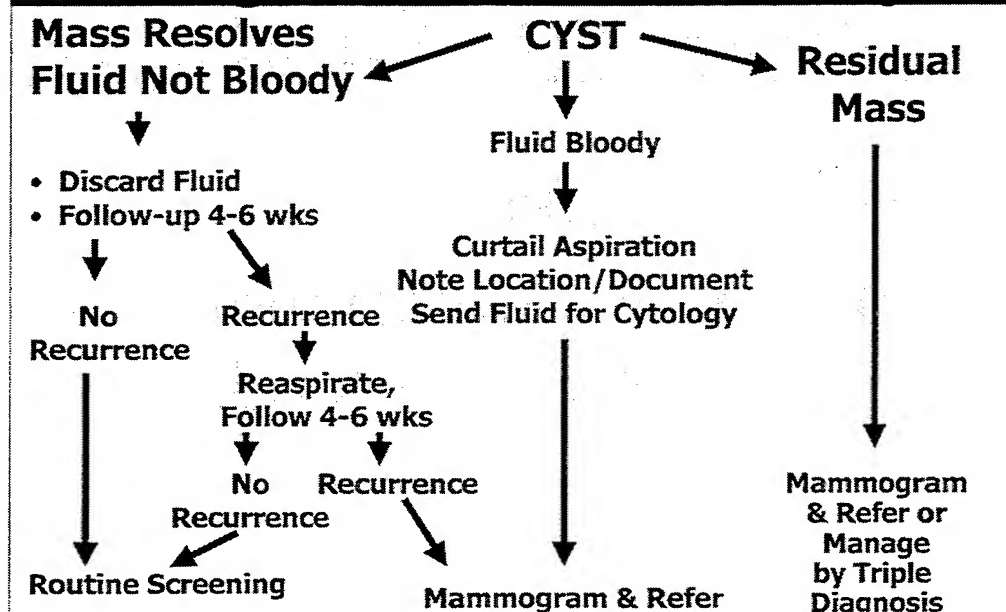 Mass Resolves
Fluid Not Bloody
CYST
Residual
Mass
• Discard Fluid
• Follow-up 4-6 wks
Fluid Bloody
Curtail Aspiration
Note Location/Document
Send Fluid for Cytology
No
Recurrence
Recurrence
Reaspirate,
Follow 4-6 wks
No
Recurrence
Recurrence
Routine Screening
Mammogram & Refer
Mammogram
& Refer or
Manage
by Triple
Diagnosis